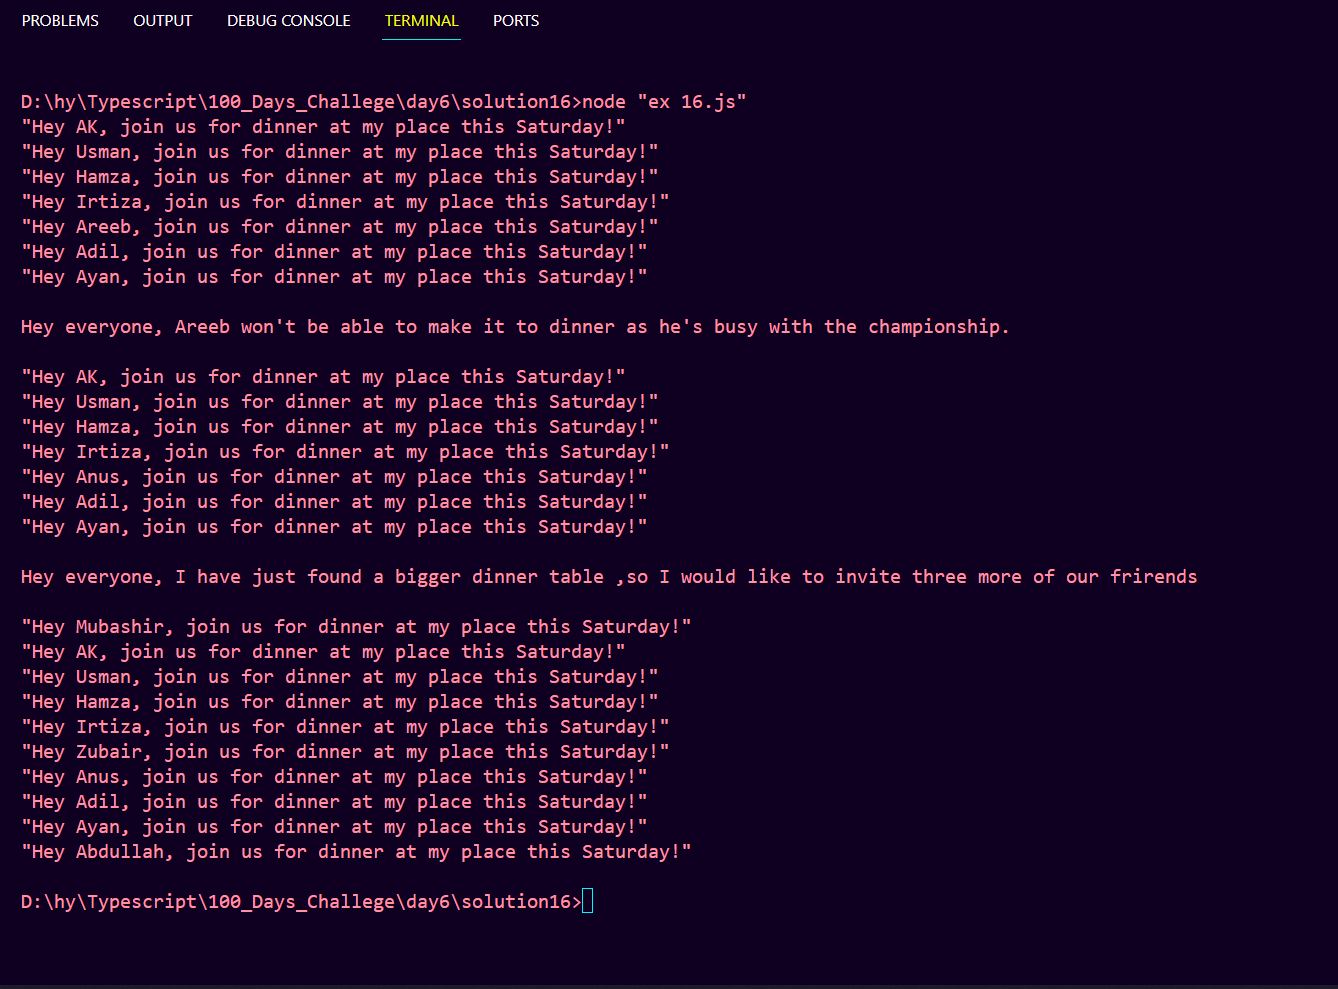 PROBLEMS OUTPUT DEBUG CONSOLE TERMINAL PORTS
D:\hy\Typescript\100_Days_Challege\day6\solution16>node "ex 16.js"
"Hey AK, join us for dinner at my place this Saturday!"
"Hey Usman, join us for dinner at my place this Saturday!"
"Hey Hamza, join us for dinner at my place this Saturday!"
"Hey Irtiza, join us for dinner at my place this Saturday!"
"Hey Areeb, join us for dinner at my place this Saturday!"
"Hey Adil, join us for dinner at my place this Saturday!"
"Hey Ayan, join us for dinner at my place this Saturday!"
Hey everyone, Areeb won't be able to make it to dinner as he's busy with the championship.
"Hey AK, join us for dinner at my place this Saturday!"
"Hey Usman, join us for dinner at my place this Saturday!"
"Hey Hamza, join us for dinner at my place this Saturday!"
"Hey Irtiza, join us for dinner at my place this Saturday!"
"Hey Anus, join us for dinner at my place this Saturday!"
"Hey Adil, join us for dinner at my place this Saturday!"
"Hey Ayan, join us for dinner at my place this Saturday!"
Hey everyone, I have just found a bigger dinner table ,so I would like to invite three more of our frirends
"Hey Mubashir, join us for dinner at my place this Saturday!"
"Hey AK, join us for dinner at my place this Saturday!"
"Hey Usman, join us for dinner at my place this Saturday!"
"Hey Hamza, join us for dinner at my place this Saturday!"
"Hey Irtiza, join us for dinner at my place this Saturday!"
"Hey Zubair, join us for dinner at my place this Saturday!"
"Hey Anus, join us for dinner at my place this Saturday!"
"Hey Adil, join us for dinner at my place this Saturday!"
"Hey Ayan, join us for dinner at my place this Saturday!"
"Hey Abdullah, join us for dinner at my place this Saturday!"
D:\hy\Typescript\100_Days_Challege\day6\solution16>